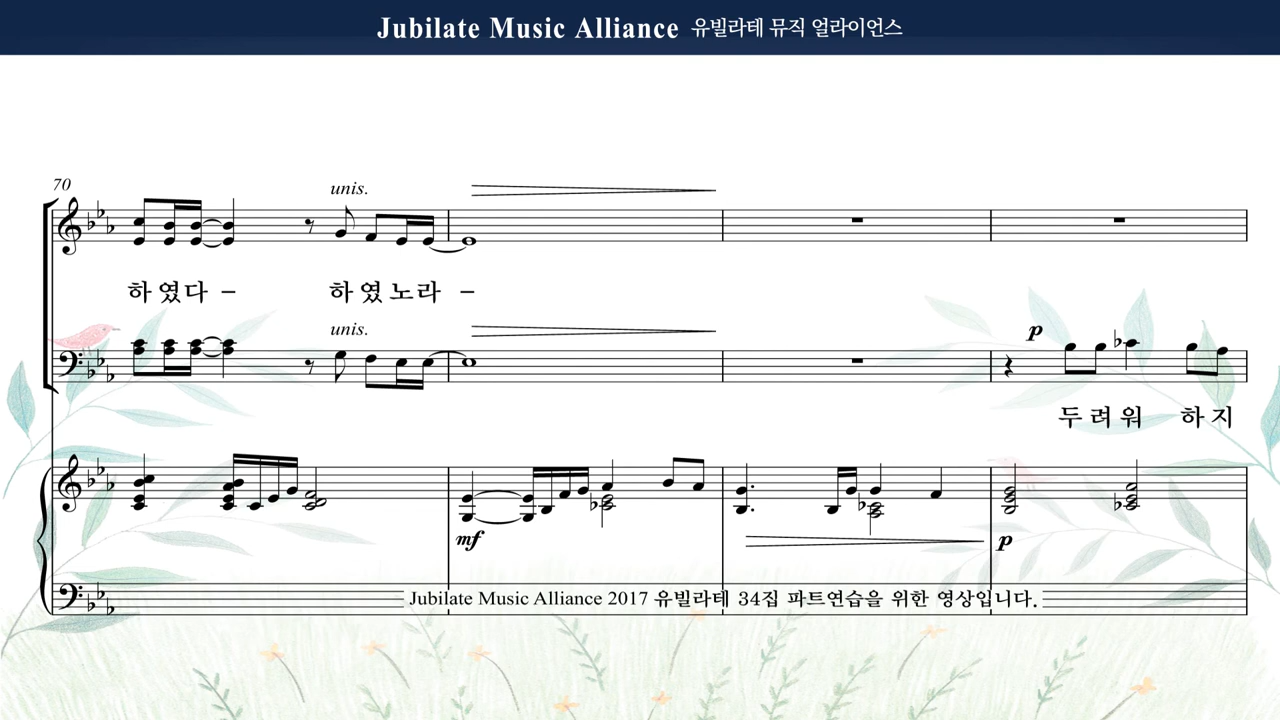 Jubilate Music Alliance 유빌라테 뮤직 얼라이언스
70
unis.
하였다 – 하였노라 –
unis.
p
두려워 하지
mf
p
Jubilate Music Alliance 2017 유빌라테 34집 파트연습을 위한 영상입니다.